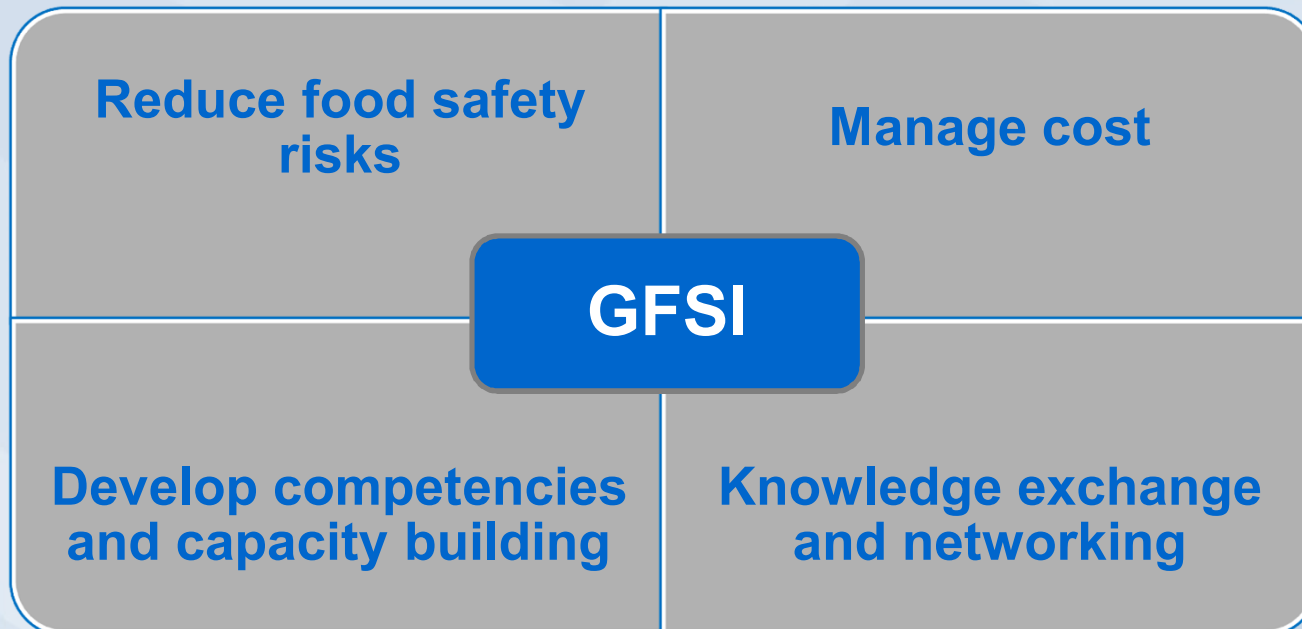 Reduce food safety
risks
Manage cost
GFSI
Develop competencies
and capacity building
Knowledge exchange
and networking